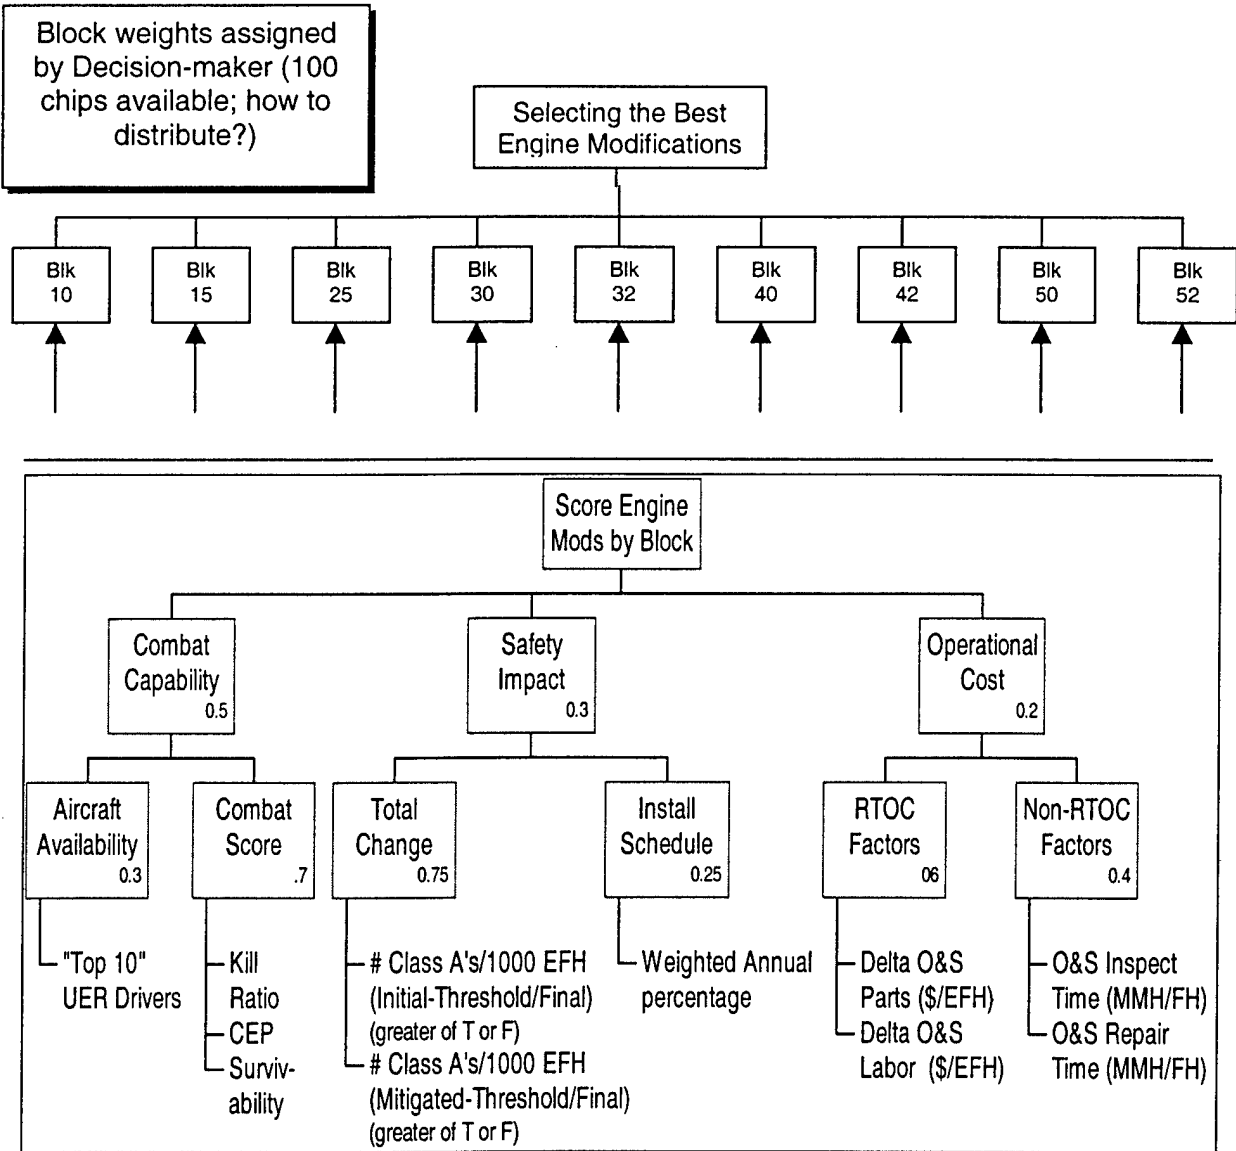 Block weights assigned
by Decision-maker (100
chips available; how to
distribute?)
Selecting the Best
Engine Modifications
Blk
10
Blk
15
Blk
25
Blk
30
Blk
32
Blk
40
Blk
42
Blk
50
Blk
52
Score Engine
Mods by Block
Combat
Capability
0.5
Safety
Impact
0.3
Operational
Cost
0.2
Aircraft
Availability
0.3
Combat
Score
.7
Total
Change
0.75
Install
Schedule
0.25
RTOC
Factors
06
Non-RTOC
Factors
0.4
"Top 10"
UER Drivers
Kill
Ratio
CEP
Surviv-
ability
# Class A's/1000 EFH
(Initial-Threshold/Final)
(greater of T or F)
# Class A's/1000 EFH
(Mitigated-Threshold/Final)
(greater of T or F)
Weighted Annual
percentage
Delta O&S
Parts ($/EFH)
Delta O&S
Labor ($/EFH)
O&S Inspect
Time (MMH/FH)
O&S Repair
Time (MMH/FH)